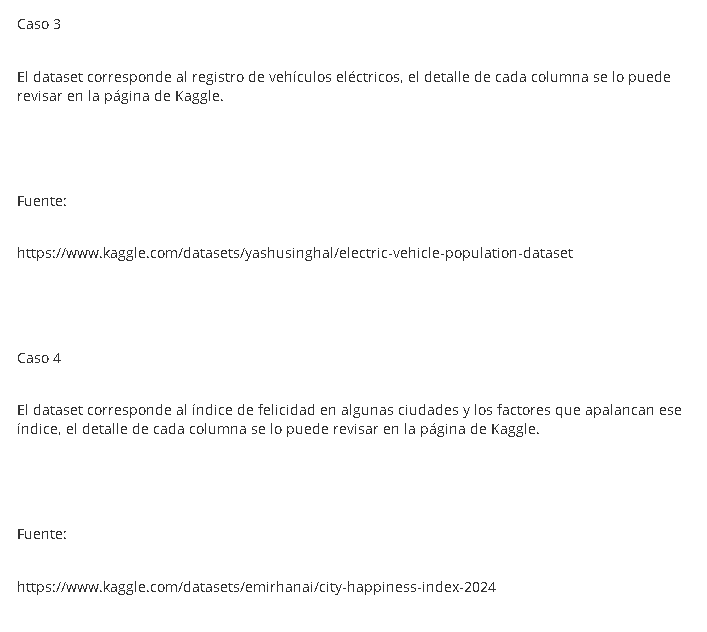 Caso 3
El dataset corresponde al registro de vehículos eléctricos, el detalle de cada columna se lo puede
revisar en la página de Kaggle.
Fuente:
https://www.kaggle.com/datasets/yashusinghal/electric-vehicle-population-dataset
Caso 4
El dataset corresponde al índice de felicidad en algunas ciudades y los factores que apalancan ese
índice, el detalle de cada columna se lo puede revisar en la página de Kaggle.
Fuente:
https://www.kaggle.com/datasets/emirhanai/city-happiness-index-2024